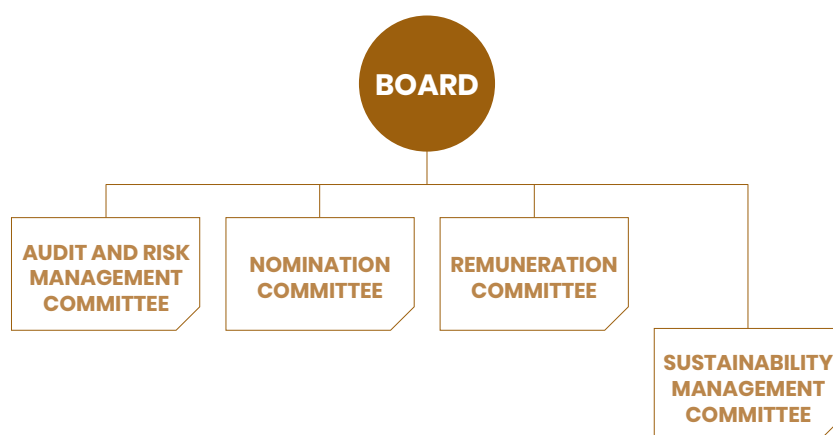 BOARD
AUDIT AND RISK
MANAGEMENT
COMMITTEE
NOMINATION
COMMITTEE
REMUNERATION
COMMITTEE
SUSTAINABILITY
MANAGEMENT
COMMITTEE